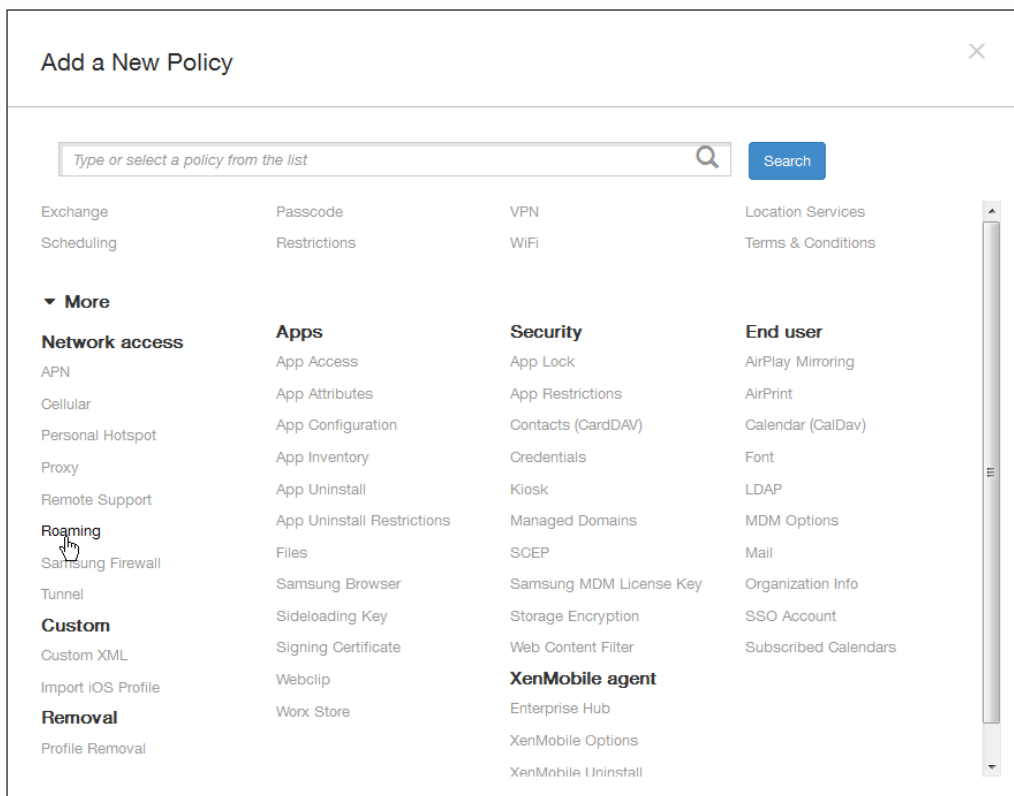 Add a New Policy
Type or select a policy from the list
Search
Exchange
Passcode
VPN
Location Services
Scheduling
Restrictions
WiFi
Terms & Conditions
More
Network access
APN
Cellular
Personal Hotspot
Proxy
Remote Support
Roaming
Samsung Firewall
Tunnel
Custom
Custom XML
Import iOS Profile
Removal
Profile Removal
Apps
App Access
App Attributes
App Configuration
App Inventory
App Uninstall
App Uninstall Restrictions
Files
Samsung Browser
Sideloading Key
Signing Certificate
Webclip
Worx Store
Security
App Lock
App Restrictions
Contacts (CardDAV)
Credentials
Kiosk
Managed Domains
SCEP
Samsung MDM License Key
Storage Encryption
Web Content Filter
XenMobile agent
Enterprise Hub
XenMobile Options
XenMobile Uninstall
End user
AirPlay Mirroring
AirPrint
Calendar (CalDav)
Font
LDAP
MDM Options
Mail
Organization Info
SSO Account
Subscribed Calendars